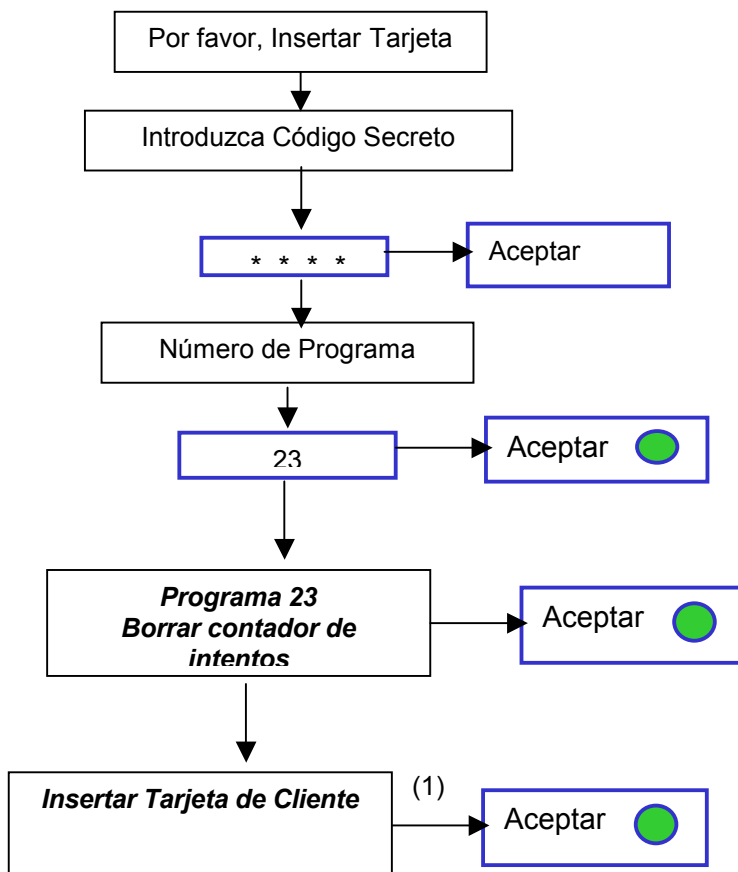 Por favor, Insertar Tarjeta
Introduzca Código Secreto
* * * *
Aceptar
Número de Programa
23
Aceptar
Programa 23
Borrar contador de
intentos
Aceptar
Insertar Tarjeta de Cliente
(1)
Aceptar